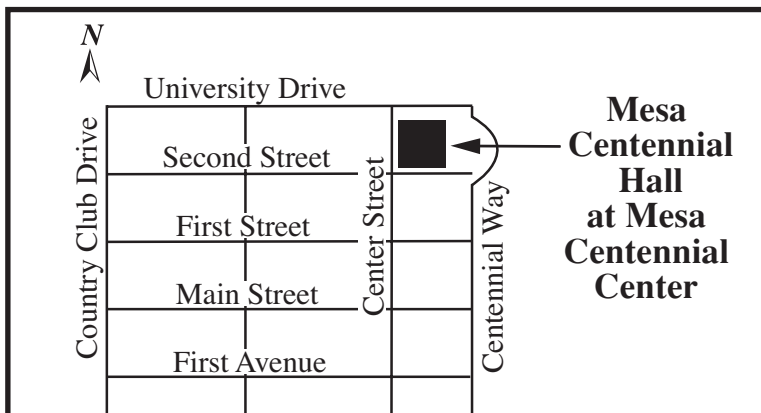 N
University Drive
Second Street
First Street
Main Street
First Avenue
Country Club Drive
Center Street
Centennial Way
Mesa
Centennial
Hall
at Mesa
Centennial
Center